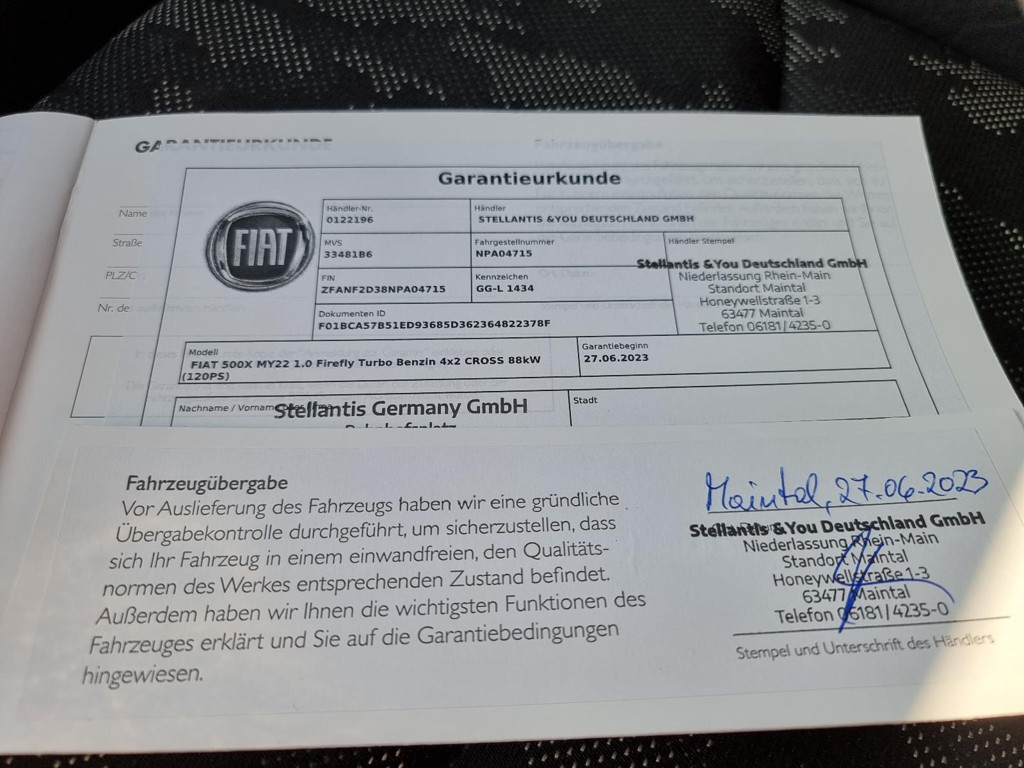 GARANTIEURKUNDE
Fahrzeugübergabe
Garantieurkunde
Name
Straße
PLZ/C
Nr. de
FIAT
Händler-Nr.
0122196
Händler
STELLANTIS &YOU DEUTSCHLAND GMBH
MVS
33481B6
Fahrgestellnummer
NPA04715
Händler Stempel
Stellantis &You Deutschland GmbH
Niederlassung Rhein-Main
Standort Maintal
Honeywellstraße 1-3
63477 Maintal
Telefon 06181/4235-0
FIN
ZFANF2D38NPA04715
Kennzeichen
GG-L 1434
Dokumenten ID
F01BCA57B51ED93685D362364822378F
Modell
FIAT 500X MY22 1.0 Firefly Turbo Benzin 4x2 CROSS 88kW
(120PS)
Garantiebeginn
27.06.2023
Nachname / Vorname
Stellantis Germany GmbH
Stadt
Fahrzeugübergabe
Vor Auslieferung des Fahrzeugs haben wir eine gründliche
Übergabekontrolle durchgeführt, um sicherzustellen, dass
sich Ihr Fahrzeug in einem einwandfreien, den Qualitäts-
normen des Werkes entsprechenden Zustand befindet.
Außerdem haben wir Ihnen die wichtigsten Funktionen des
Fahrzeuges erklärt und Sie auf die Garantiebedingungen
hingewiesen.
Maintal, 27.06.2023
Stellantis &You Deutschland GmbH
Niederlassung Rhein-Main
Standort Maintal
Honeywellstraße 1-3
63477 Maintal
Telefon 06181/4235-0
Stempel und Unterschrift des Händlers